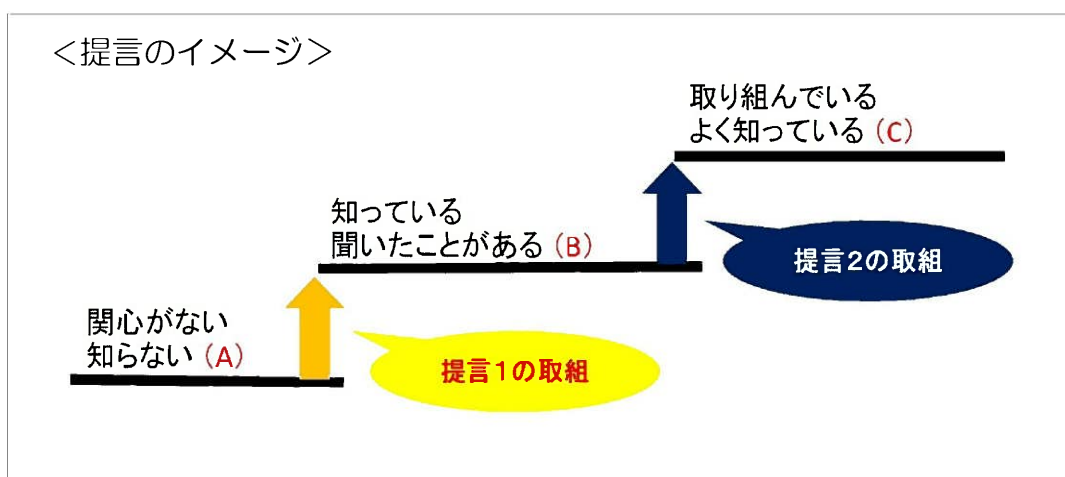 ＜提言のイメージ＞
取り組んでいる
よく知っている（C）
知っている
聞いたことがある（B）
提言２の取組
関心がない
知らない（A）
提言１の取組